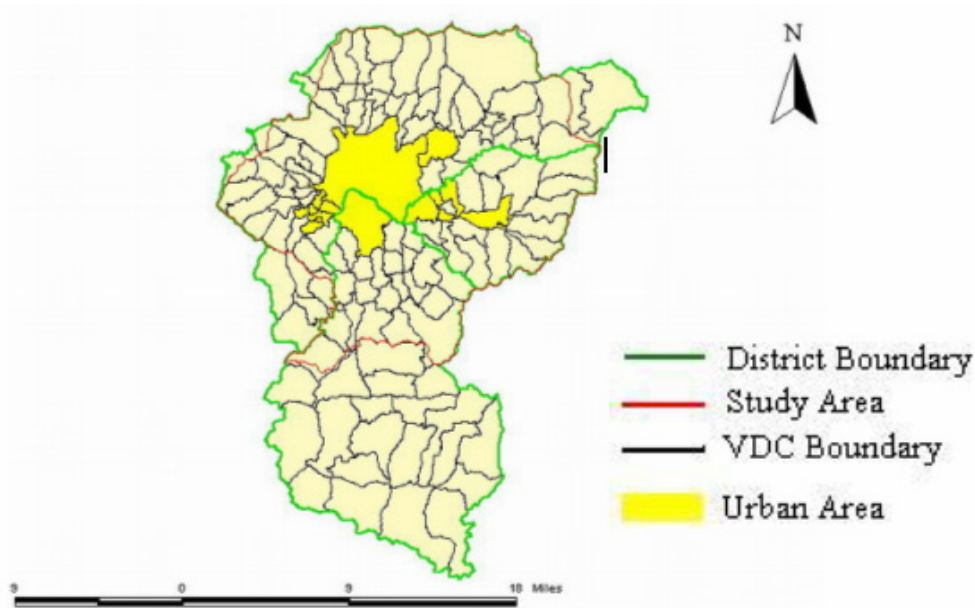 N
District Boundary
Study Area
VDC Boundary
Urban Area
9 0 9 18 Miles